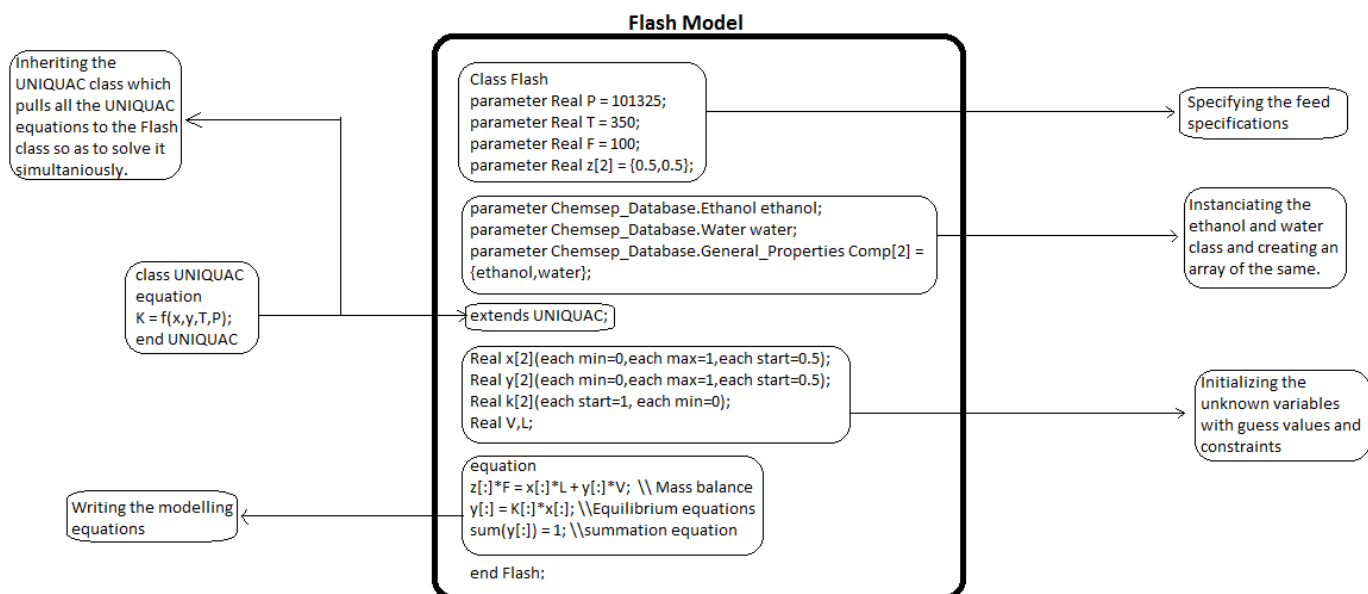 Flash Model
Inheriting the
UNIQUAC class which
pulls all the UNIQUAC
equations to the Flash
class so as to solve it
simultaniously.
class UNIQUAC
equation
K = f(x,y,T,P);
end UNIQUAC
Writing the modelling
equations
Class Flash
parameter Real P = 101325;
parameter Real T = 350;
parameter Real F = 100;
parameter Real z[2] = {0.5,0.5};
parameter Chemsep_Database.Ethanol ethanol;
parameter Chemsep_Database.Water water;
parameter Chemsep_Database.General_Properties Comp[2] =
{ethanol,water};
extends UNIQUAC;
Real x[2](each min=0,each max=1,each start=0.5);
Real y[2](each min=0,each max=1,each start=0.5);
Real k[2](each start=1, each min=0);
Real V,L;
equation
z[:]*F = x[:]*L + y[:]*V; \\ Mass balance
y[:] = K[:]*x[:]; \\Equilibrium equations
sum(y[:]) = 1; \\summation equation
end Flash;
Specifying the feed
specifications
Instanciating the
ethanol and water
class and creating an
array of the same.
Initializing the
unknown variables
with guess values and
constraints